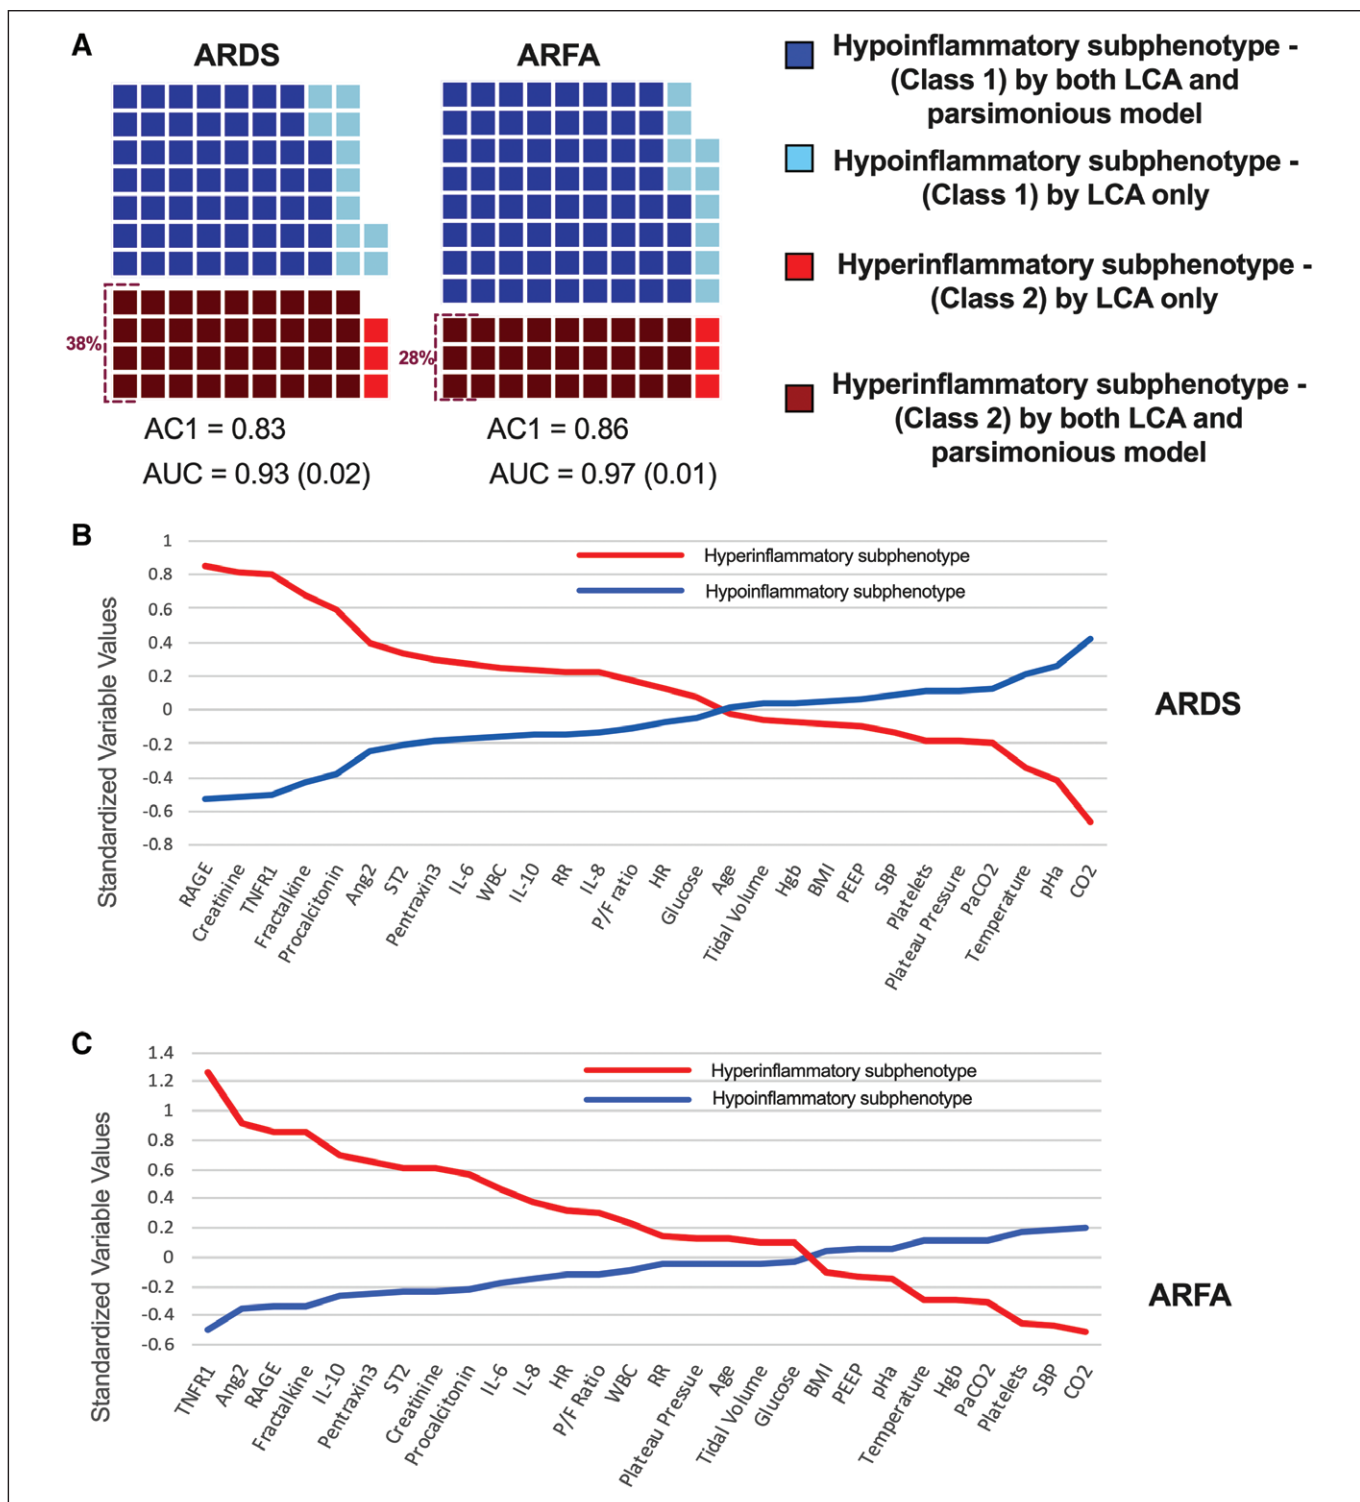 A
ARDS
ARFA
38%
28%
AC1 = 0.83
AUC = 0.93 (0.02)
AC1 = 0.86
AUC = 0.97 (0.01)
Hypoinflammatory subphenotype -
(Class 1) by both LCA and
parsimonious model
Hypoinflammatory subphenotype -
(Class 1) by LCA only
Hyperinflammatory subphenotype -
(Class 2) by LCA only
Hyperinflammatory subphenotype -
(Class 2) by both LCA and
parsimonious model
B
Standardized Variable Values
1
0.8
0.6
0.4
0.2
0
-0.2
-0.4
-0.6
-0.8
Hyperinflammatory subphenotype
Hypoinflammatory subphenotype
RAGE
Creatinine
TNFR1
Fractalkine
Procalcitonin
Ang2
ST2
Pentraxin3
IL-6
WBC
IL-10
RR
IL-8
P/F ratio
HR
Glucose
Age
Tidal Volume
Hgb
BMI
PEEP
SBP
Platelets
Plateau Pressure
PaCO2
Temperature
pHa
CO2
ARDS
C
Standardized Variable Values
1.4
1.2
1
0.8
0.6
0.4
0.2
0
-0.2
-0.4
-0.6
Hyperinflammatory subphenotype
Hypoinflammatory subphenotype
TNFR1
Ang2
RAGE
Fractalkine
IL-10
Pentraxin3
ST2
Creatinine
Procalcitonin
IL-6
IL-8
HR
P/F Ratio
WBC
RR
Plateau Pressue
Age
Tidal Volume
Glucose
BMI
PEEP
pHa
Temperature
Hgb
PaCO2
Platelets
SBP
CO2
ARFA